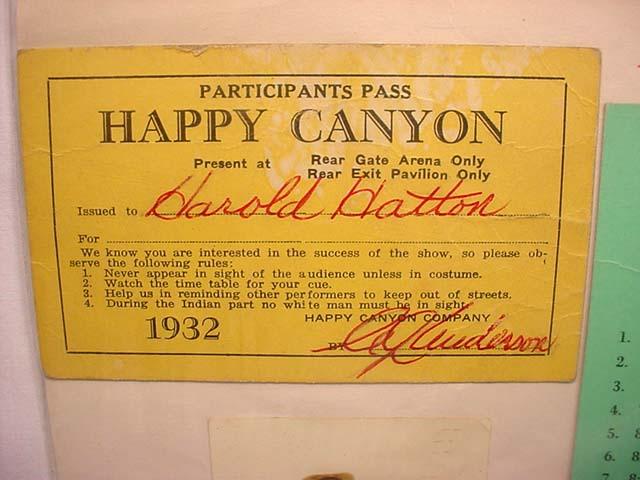 PARTICIPANTS PASS
HAPPY CANYON
Present at Rear Gate Arena Only
Rear Exit Pavilion Only
Issued to Harold Hatton
For
We know you are interested in the success of the show, so please ob-
serve the following rules:
1. Never appear in sight of the audience unless in costume.
2. Watch the time table for your cue.
3. Help us in reminding other performers to keep out of streets.
4. During the Indian part no white man must be in sight
HAPPY CANYON COMPANY
1932
BY Anderson
1.
2.
3.
4.
5. 8
6. 8
7. 8